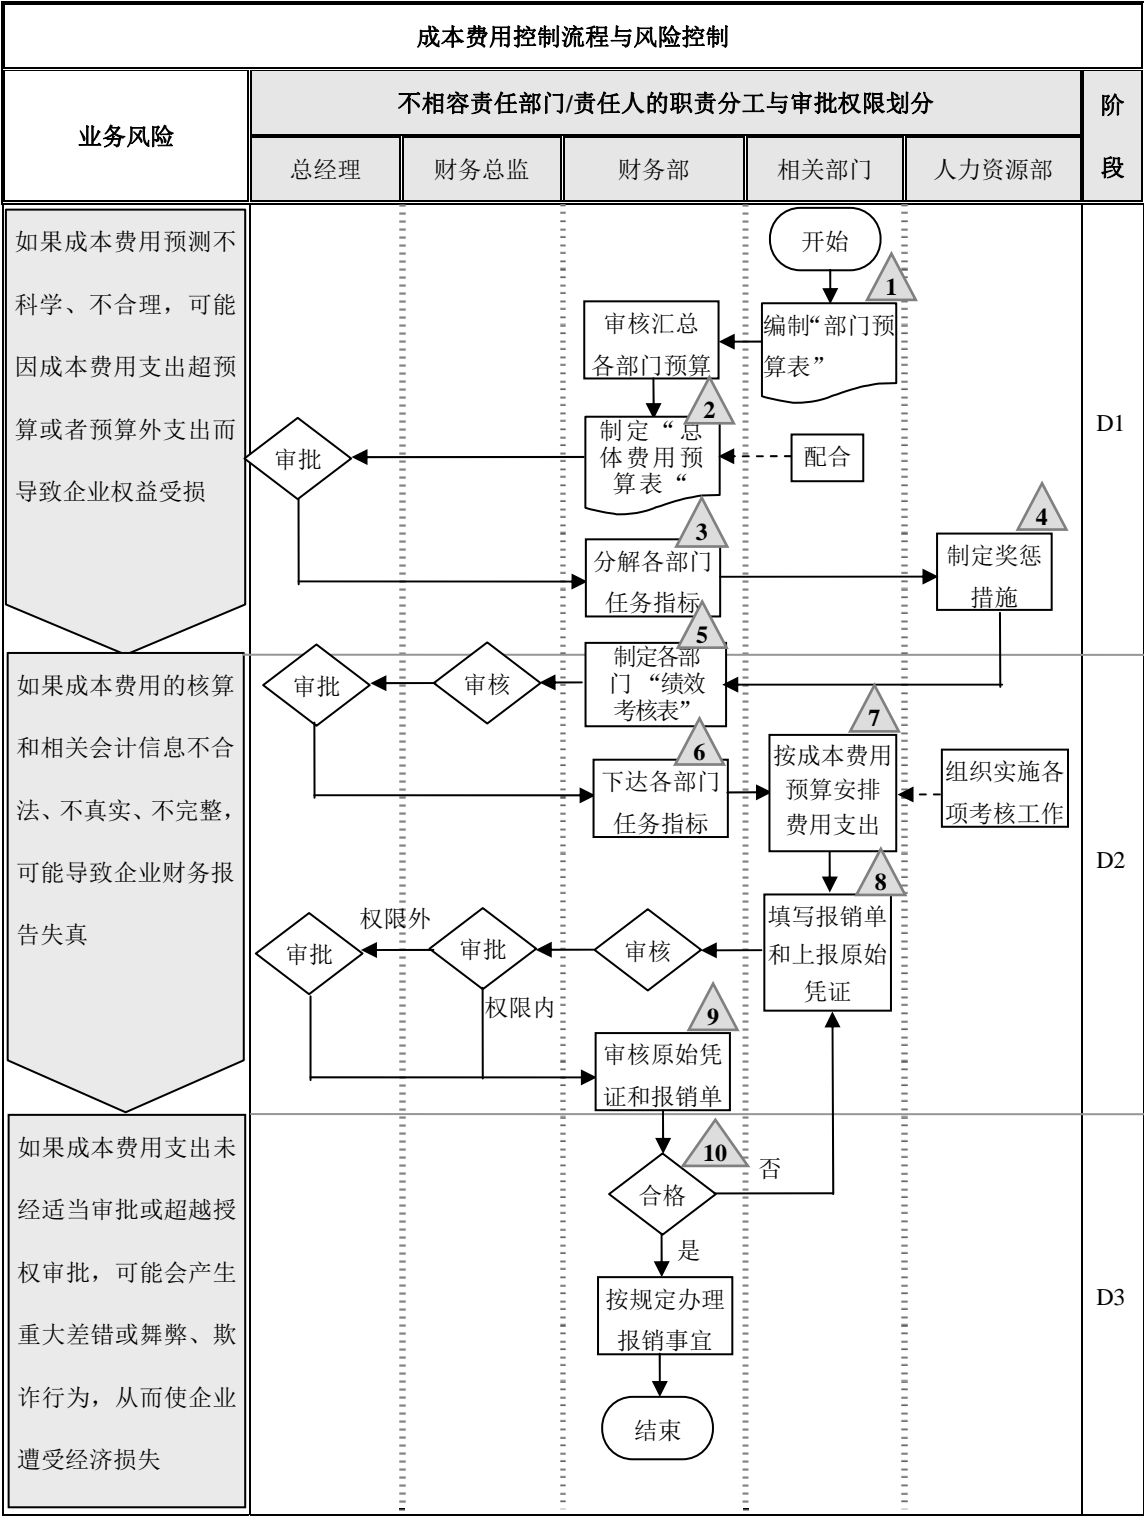 成本费用控制流程与风险控制
业务风险
不相容责任部门/责任人的职责分工与审批权限划分
阶
段
总经理
财务总监
财务部
相关部门
人力资源部
如果成本费用预测不
科学、不合理，可能
因成本费用支出超预
算或者预算外支出而
导致企业权益受损
开始
1
编制“部门预
算表”
审核汇总
各部门预算
2
制定“总
体费用预
算表“
配合
审批
3
分解各部门
任务指标
4
制定奖惩
措施
D1
如果成本费用的核算
和相关会计信息不合
法、不真实、不完整，
可能导致企业财务报
告失真
5
制定各部
门 “绩效
考核表”
审核
审批
6
下达各部门
任务指标
7
按成本费用
预算安排
费用支出
组织实施各
项考核工作
8
填写报销单
和上报原始
凭证
审核
审批
权限外
审批
权限内
9
审核原始凭
证和报销单
D2
如果成本费用支出未
经适当审批或超越授
权审批，可能会产生
重大差错或舞弊、欺
诈行为，从而使企业
遭受经济损失
10
合格
否
是
按规定办理
报销事宜
结束
D3